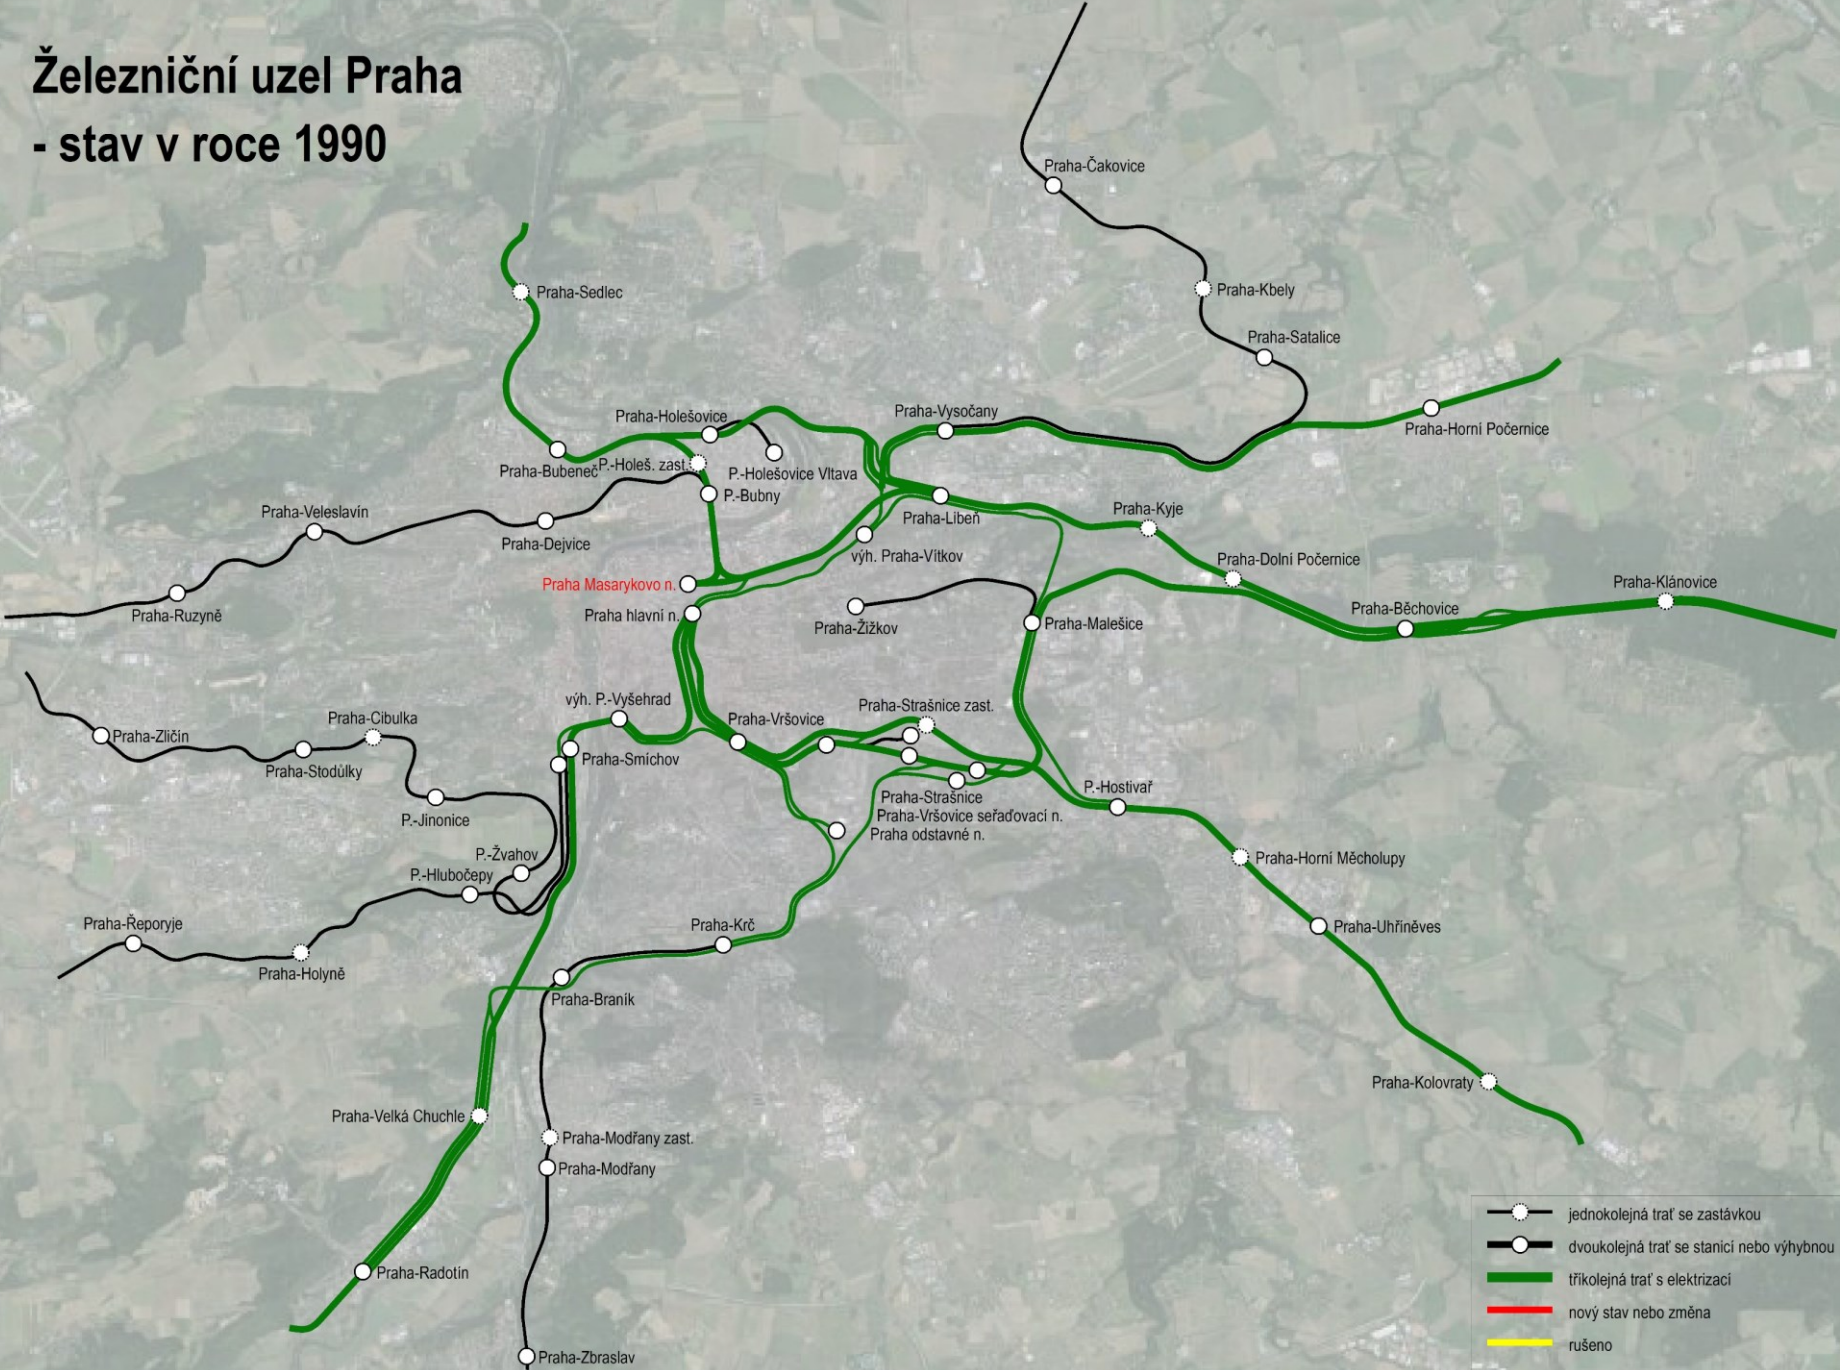 Železniční uzel Praha
- stav v roce 1990
Praha-Čakovice
Praha-Sedlec
Praha-Kbely
Praha-Satalice
Praha-Holešovice
Praha-Vysočany
Praha-Horní Počernice
Praha-Bubeneč
P.-Holeš. zast.
P.-Holešovice Vltava
P.-Bubny
Praha-Veleslavín
Praha-Dejvice
Praha-Libeň
Praha-Kyje
výh. Praha-Vítkov
Praha-Dolní Počernice
Praha Masarykovo n.
Praha-Klánovice
Praha-Ruzyně
Praha hlavní n.
Praha-Žižkov
Praha-Malešice
Praha-Běchovice
výh. P.-Vyšehrad
Praha-Strašnice zast.
Praha-Cibulka
Praha-Vršovice
Praha-Zličín
Praha-Stodůlky
Praha-Smíchov
P.-Hostivař
Praha-Strašnice
Praha-Vršovice seřaďovací n.
Praha odstavné n.
P.-Jinonice
P.-Žvahov
P.-Hlubočepy
Praha-Horní Měcholupy
Praha-Řeporyje
Praha-Krč
Praha-Uhříněves
Praha-Holyně
Praha-Braník
Praha-Kolovraty
Praha-Velká Chuchle
Praha-Modřany zast.
Praha-Modřany
Praha-Radotín
Praha-Zbraslav
jednokolejná trať se zastávkou
dvoukolejná trať se stanicí nebo výhybnou
tříkolejná trať s elektrizací
nový stav nebo změna
rušeno